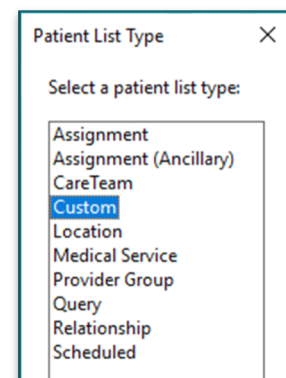 Patient List Type
Select a patient list type:
Assignment
Assignment (Ancillary)
CareTeam
Custom
Location
Medical Service
Provider Group
Query
Relationship
Scheduled